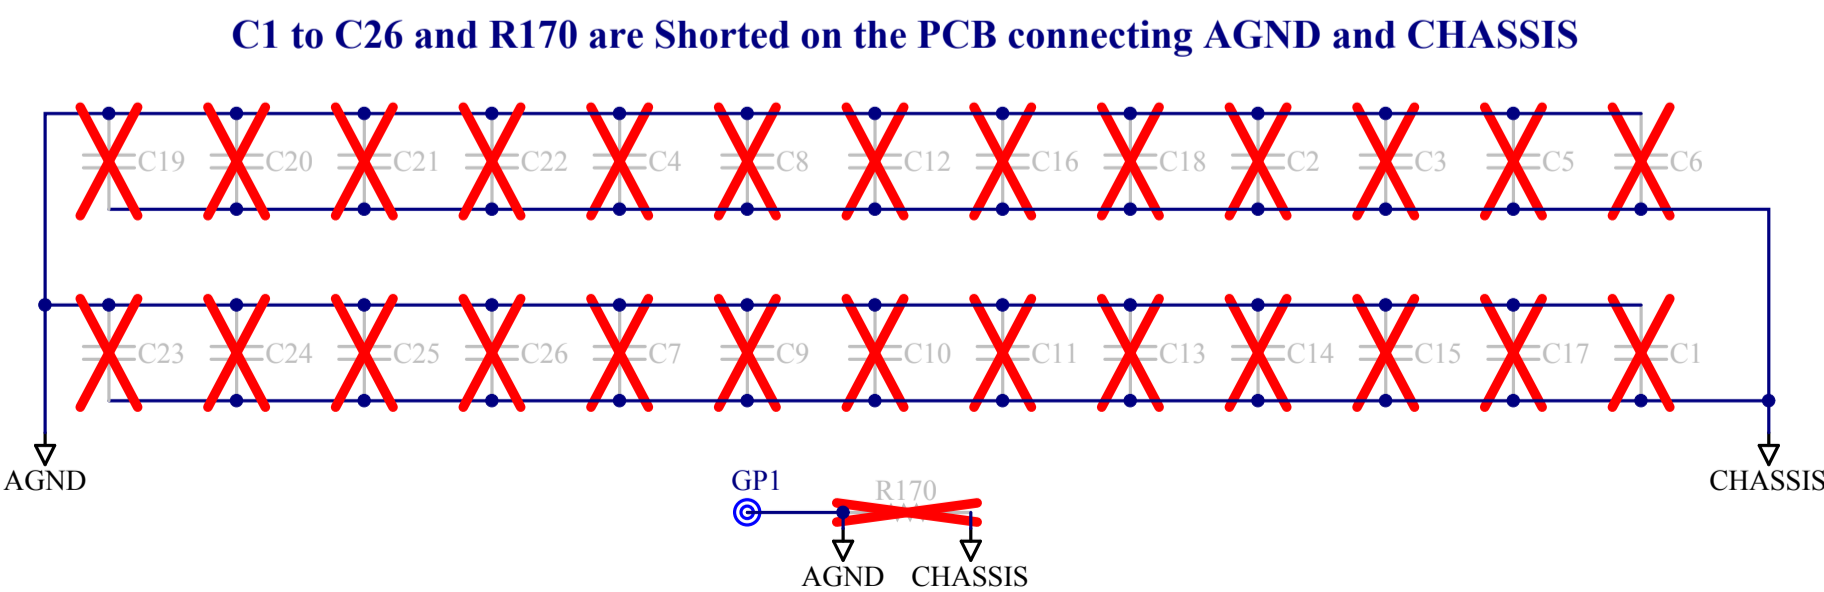 C1 to C26 and R170 are Shorted on the PCB connecting AGND and CHASSIS
C19 C20 C21 C22 C4 C8 C12 C16 C18 C2 C3 C5 C6
C23 C24 C25 C26 C7 C9 C10 C11 C13 C14 C15 C17 C1
AGND CHASSIS
GP1 R170
AGND CHASSIS